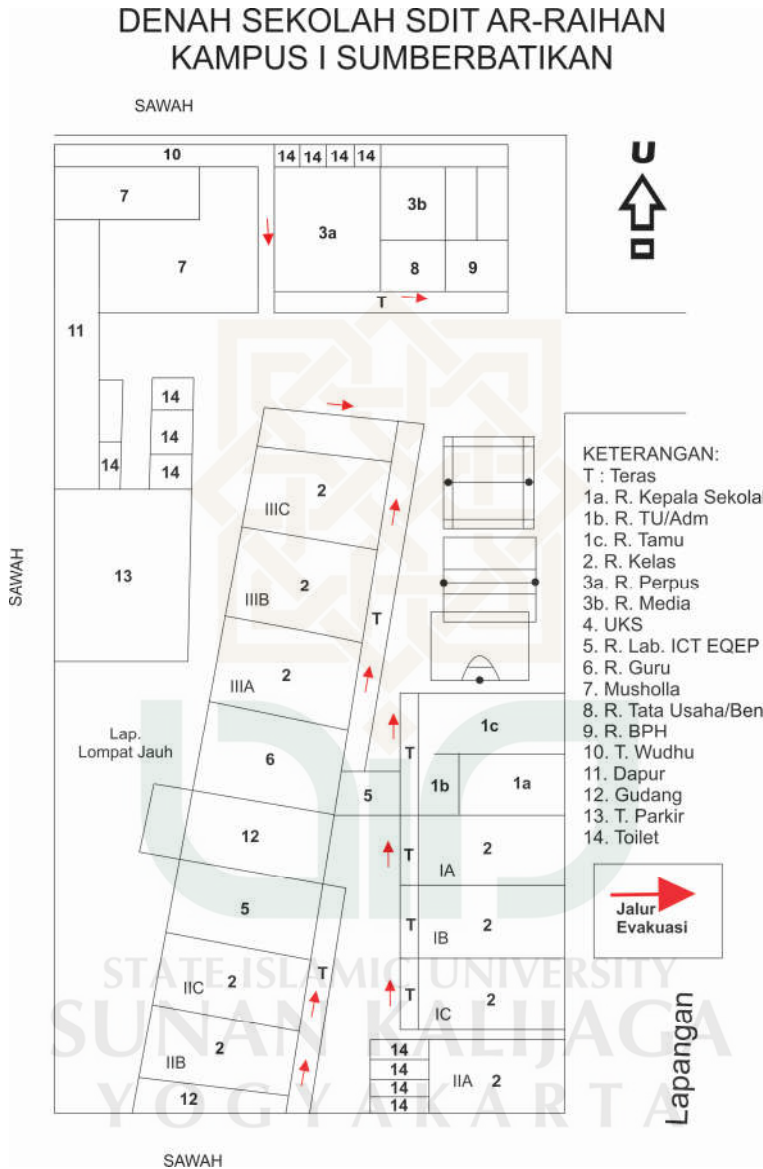 DENAH SEKOLAH SDIT AR-RAIHAN
KAMPUS I SUMBERBATIKAN
SAWAH
U
10
14 14 14 14
7
3b
3a
7
8
9
T
11
14
14
14
14
2
IIIC
13
2
IIIB
T
2
IIIA
SAWAH
Lap.
Lompat Jauh
6
5
12
1c
T
1b
1a
T
2
IA
5
T
2
IB
T
IIC
2
T
2
IC
2
IIB
12
14
14
14
14
IIA
2
SAWAH
KETERANGAN:
T : Teras
1a. R. Kepala Sekola
1b. R. TU/Adm
1c. R. Tamu
2. R. Kelas
3a. R. Perpus
3b. R. Media
4. UKS
5. R. Lab. ICT EQEP
6. R. Guru
7. Musholla
8. R. Tata Usaha/Ben
9. R. BPH
10. T. Wudhu
11. Dapur
12. Gudang
13. T. Parkir
14. Toilet
Jalur
Evakuasi
Lapangan
STATE ISLAMIC UNIVERSITY
SUNAN KALIJAGA
YOGYAKARTA